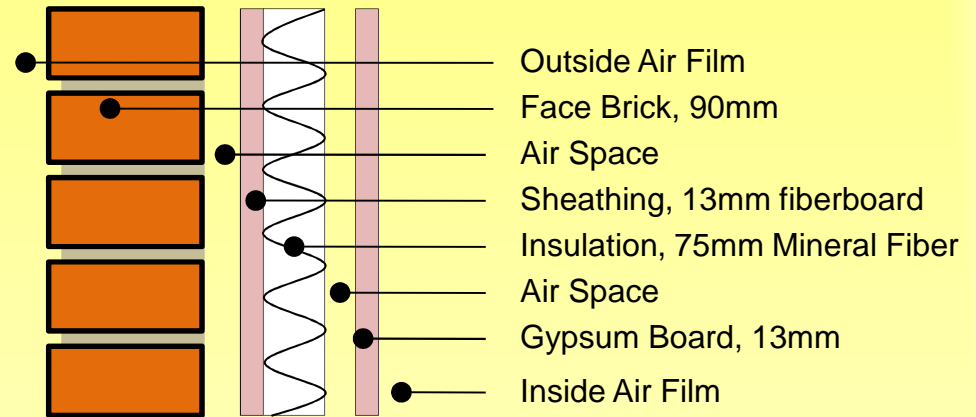 Outside Air Film
Face Brick, 90mm
Air Space
Sheathing, 13mm fiberboard
Insulation, 75mm Mineral Fiber
Air Space
Gypsum Board, 13mm
Inside Air Film